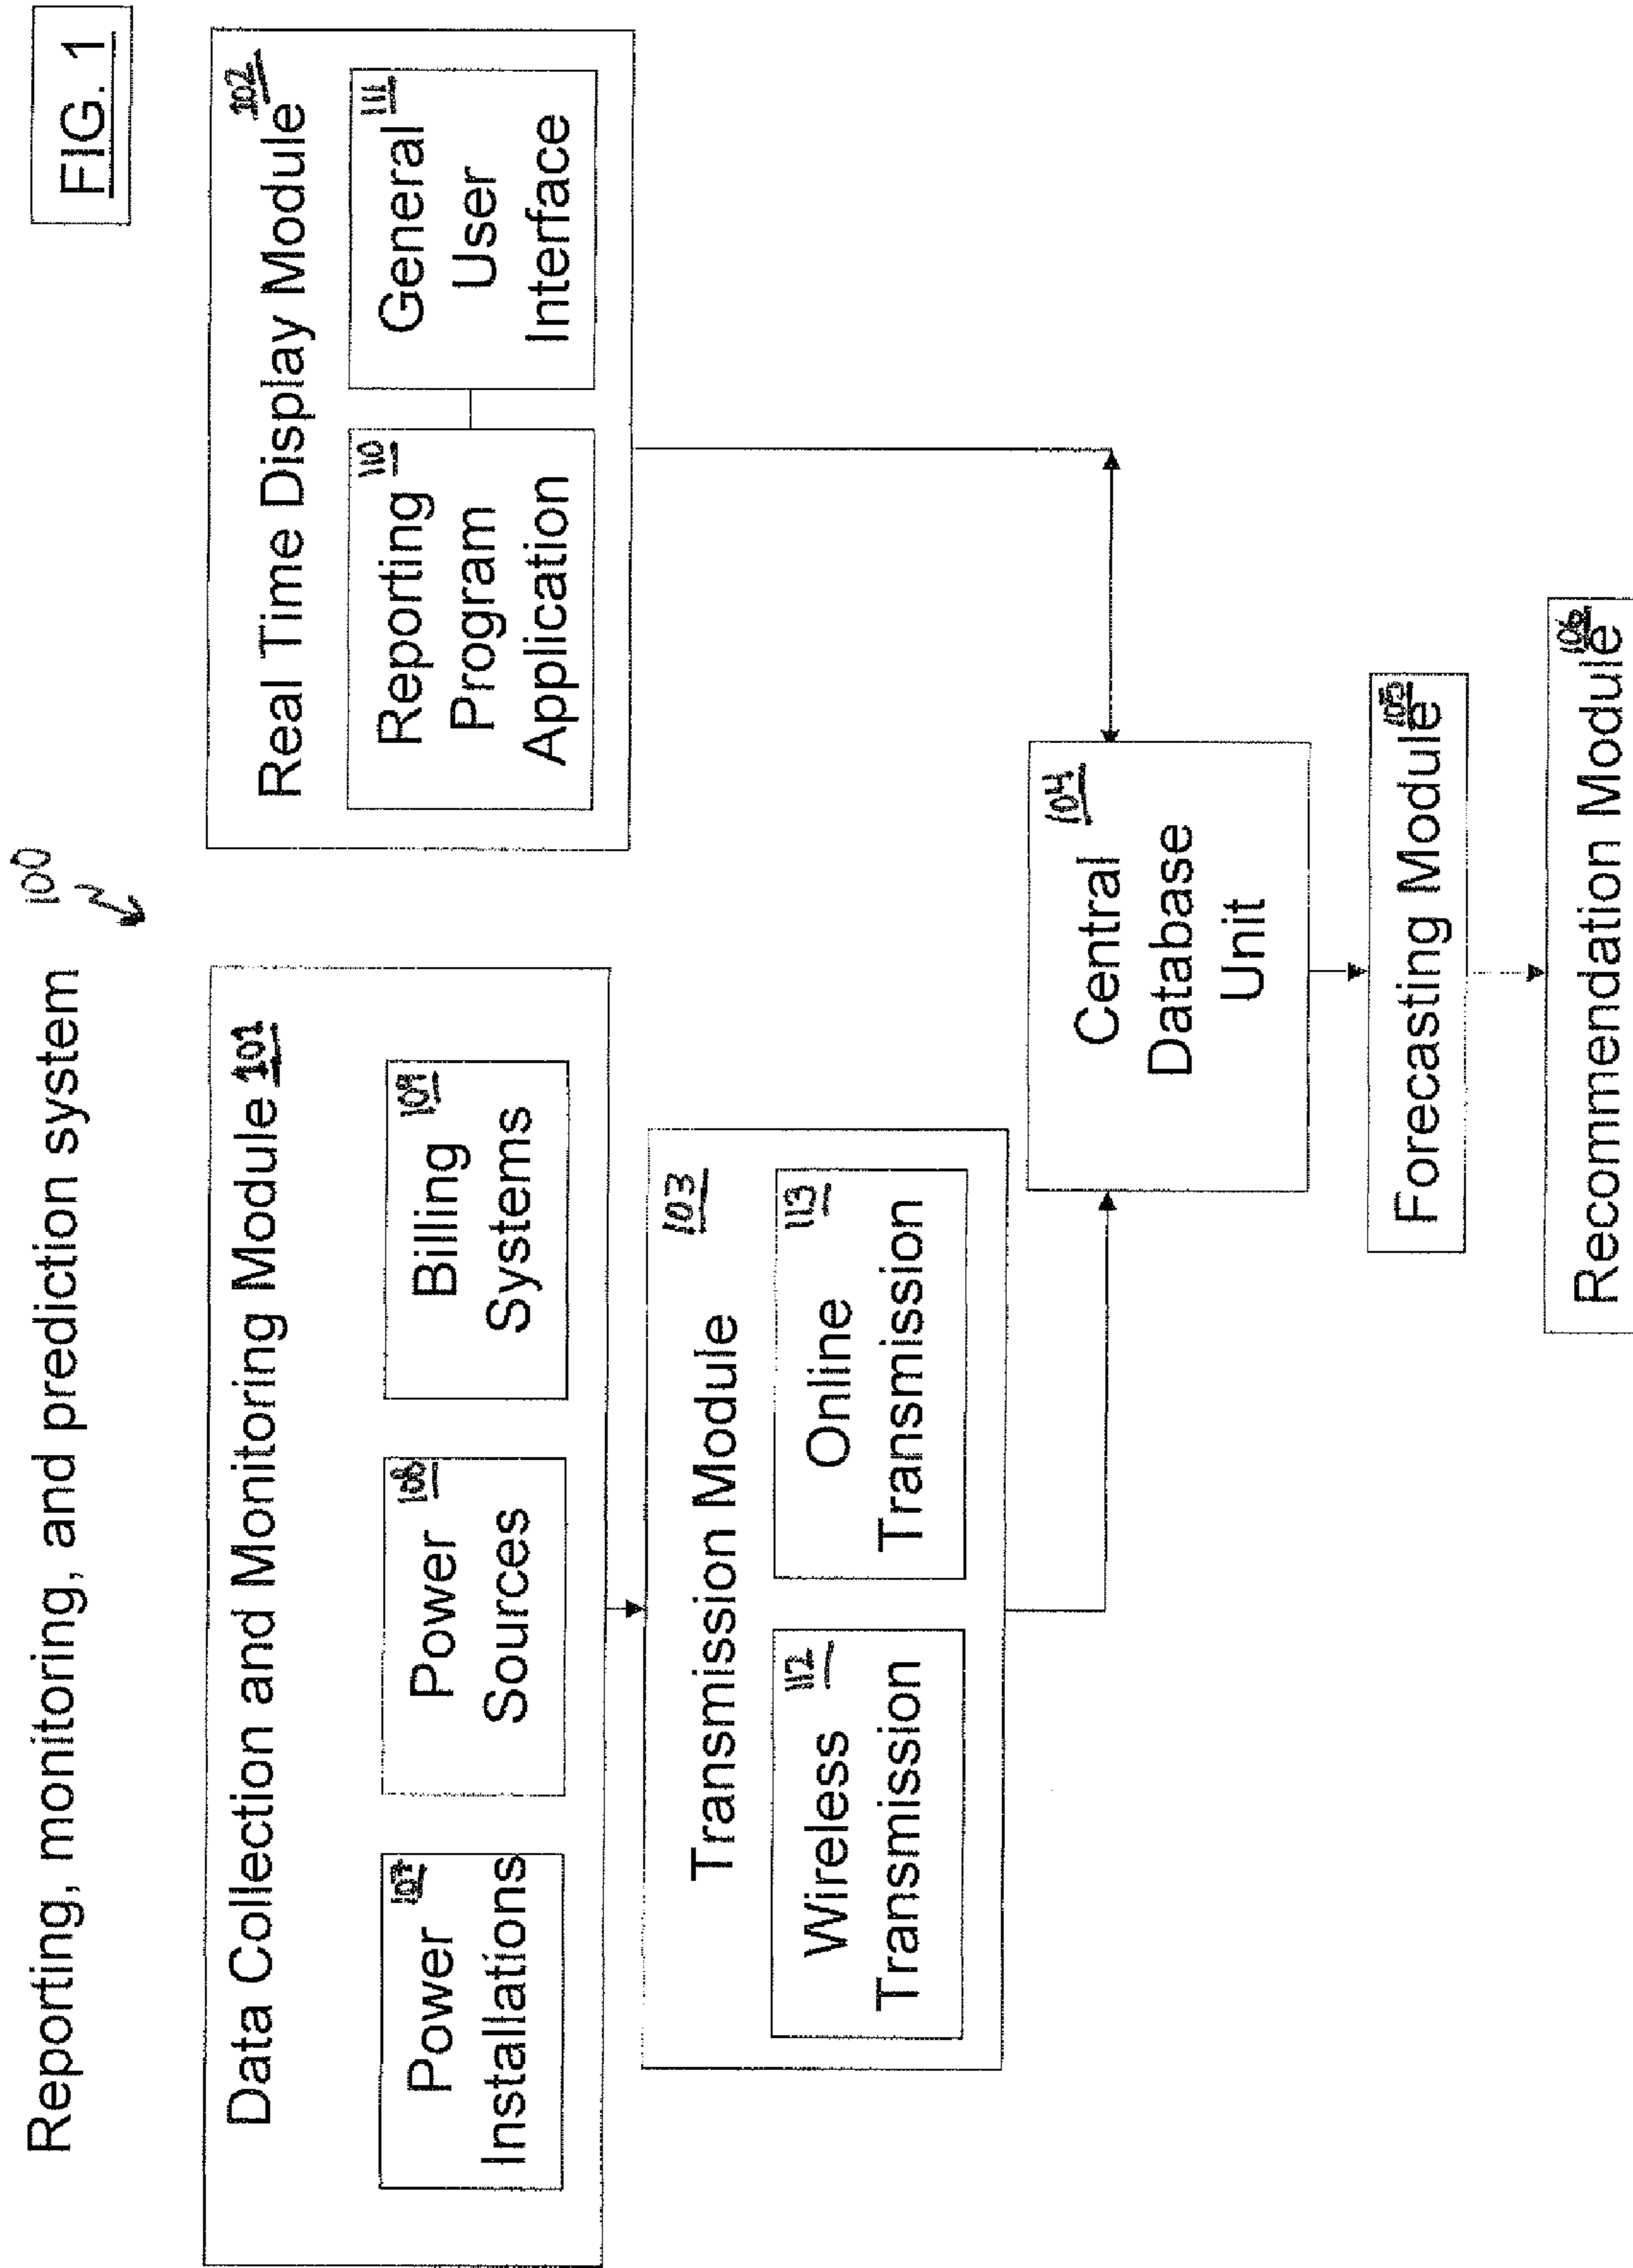 FIG. 1
Reporting, monitoring, and prediction system
100
Data Collection and Monitoring Module 101
Power
Installations
107
Power
Sources
108
Billing
Systems
109
Real Time Display Module
102
Reporting
Program
Application
110
General
User
Interface
111
Transmission Module
103
Wireless
Transmission
112
Online
Transmission
113
Central
Database
Unit
104
Forecasting Module
105
Recommendation Module
106